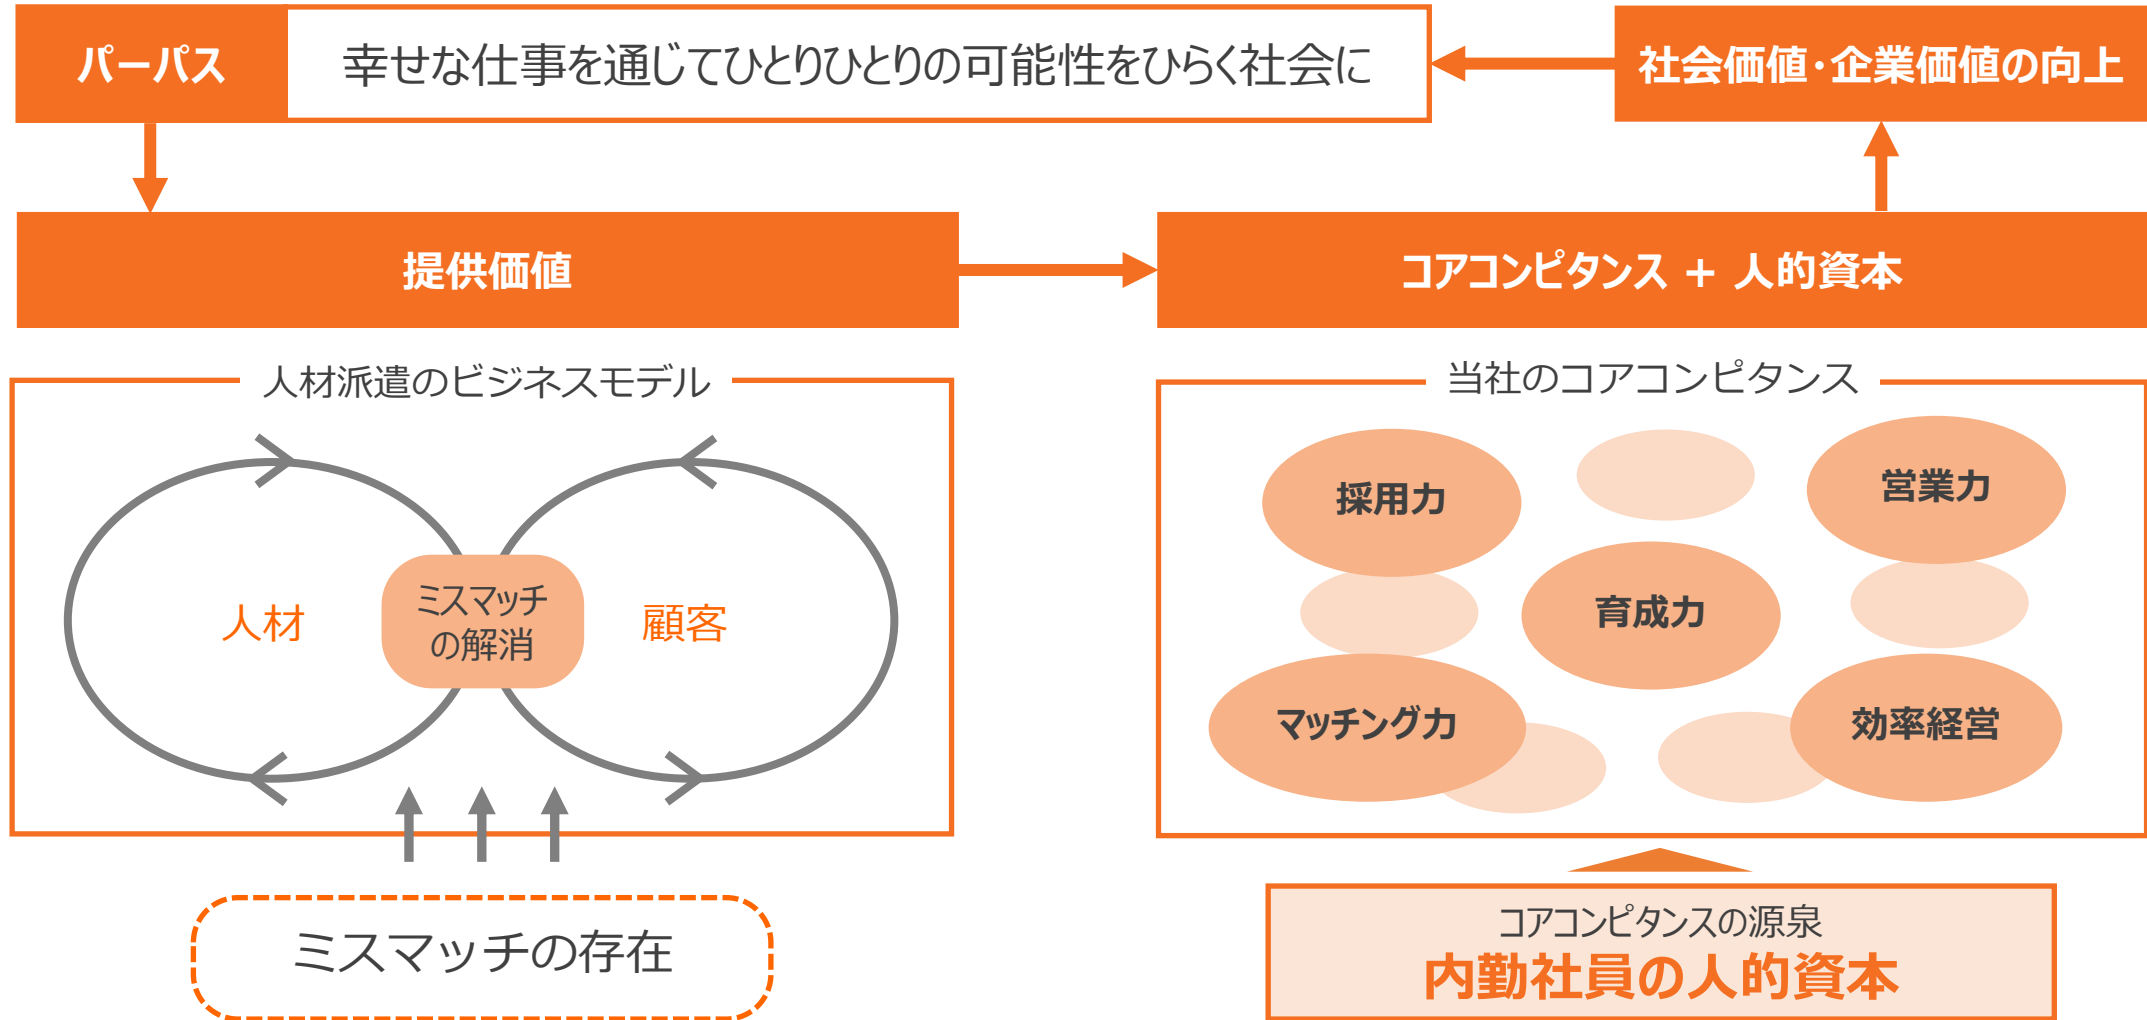 パーパス
幸せな仕事を通じてひとりひとりの可能性をひらく社会に
社会価値・企業価値の向上
提供価値
コアコンピタンス + 人的資本
人材派遣のビジネスモデル
人材
ミスマッチ
の解消
顧客
ミスマッチの存在
当社のコアコンピタンス
採用力
営業力
育成力
マッチング力
効率経営
コアコンピタンスの源泉
内勤社員の人的資本